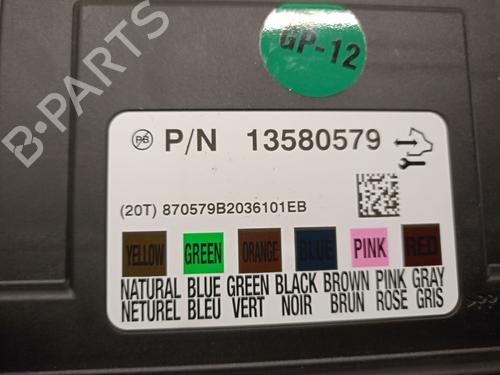 B-PARTS
GP-12
Pb P/N 13580579
(20T) 870579B2036101EB
YELLOW GREEN ORANGE BLUE PINK RED
NATURAL BLUE GREEN BLACK BROWN PINK GRAY
NETUREL BLEU VERT NOIR BRUN ROSE GRIS